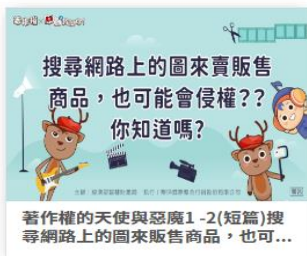 搜尋網路上的圖來賣販售
商品，也可能會侵權??
你知道嗎?
著作權的天使與惡魔1 -2(短篇)搜
尋網路上的圖來販售商品，也可...